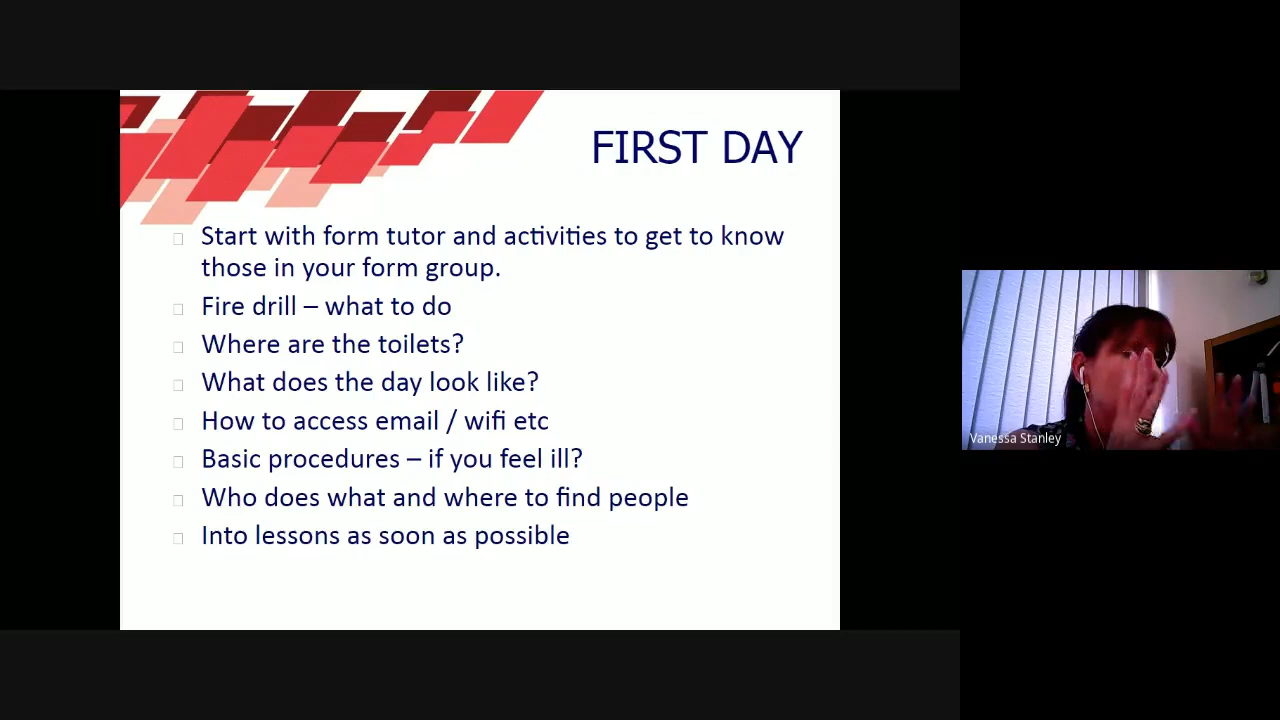 FIRST DAY
Start with form tutor and activities to get to know
those in your form group.
Fire drill – what to do
Where are the toilets?
What does the day look like?
How to access email / wifi etc
Basic procedures – if you feel ill?
Who does what and where to find people
Into lessons as soon as possible
Vanessa Stanley